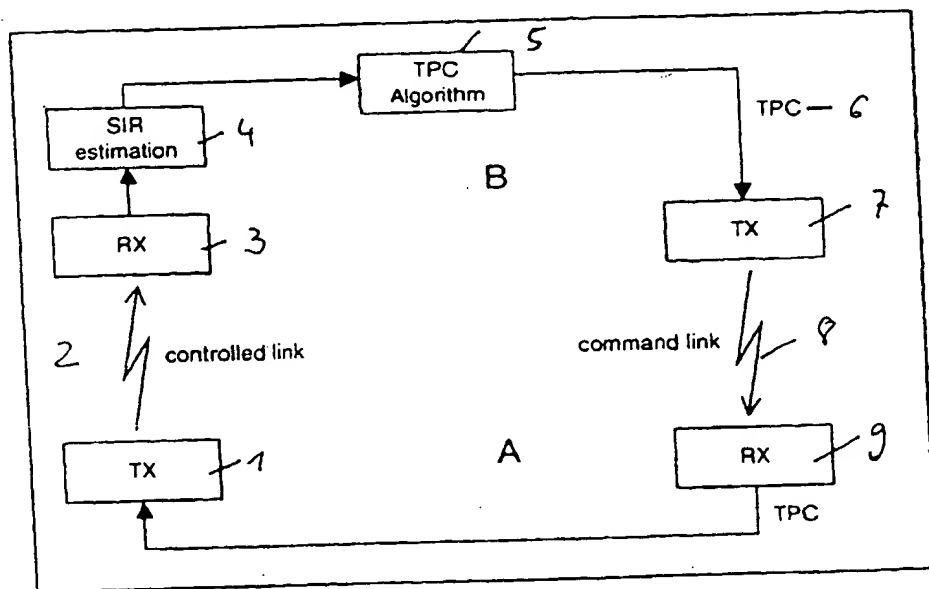 5
TPC
Algorithm
SIR
estimation
4
TPC — 6
B
RX
3
TX
7
2
controlled link
command link
8
TX
1
A
RX
9
TPC